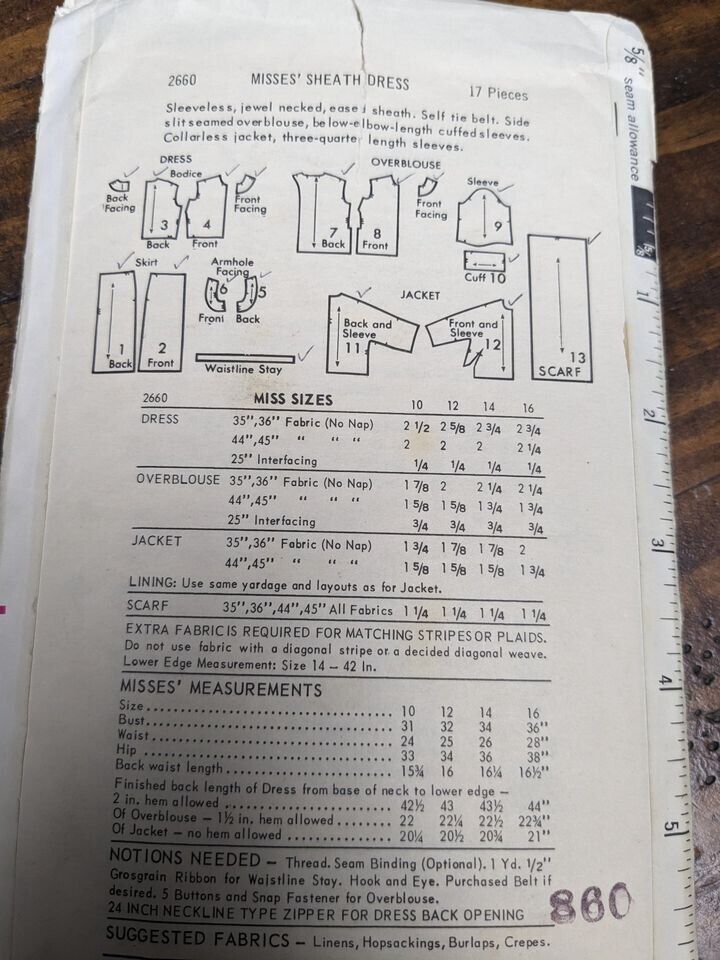 2660 MISSES' SHEATH DRESS 17 Pieces
Sleeveless, jewel necked, eased sheath. Self tie belt. Side
slit seamed overblouse, below-elbow-length cuffed sleeves.
Collarless jacket, three-quarter length sleeves.
5/8" seam allowance
DRESS
Bodice
Back Facing
3 Back
4 Front
Front Facing
OVERBLOUSE
7 Back
8 Front
Front Facing
Sleeve
9
Cuff 10
Skirt
1 Back
2 Front
Armhole Facing
6 Front
5 Back
Waistline Stay
JACKET
Back and Sleeve 11
Front and Sleeve 12
13 SCARF
2660 MISS SIZES 10 12 14 16
DRESS 35",36" Fabric (No Nap) 2 1/2 2 5/8 2 3/4 2 3/4
44",45" " " " 2 2 2 2 1/4
25" Interfacing 1/4 1/4 1/4 1/4
OVERBLOUSE 35",36" Fabric (No Nap) 1 7/8 2 2 1/4 2 1/4
44",45" " " " 1 5/8 1 5/8 1 3/4 1 3/4
25" Interfacing 3/4 3/4 3/4 3/4
JACKET 35",36" Fabric (No Nap) 1 3/4 1 7/8 1 7/8 2
44",45" " " " 1 5/8 1 5/8 1 5/8 1 3/4
LINING: Use same yardage and layouts as for Jacket.
SCARF 35",36",44",45" All Fabrics 1 1/4 1 1/4 1 1/4 1 1/4
EXTRA FABRIC IS REQUIRED FOR MATCHING STRIPES OR PLAIDS.
Do not use fabric with a diagonal stripe or a decided diagonal weave.
Lower Edge Measurement: Size 14 – 42 In.
MISSES' MEASUREMENTS
Size 10 12 14 16
Bust 31 32 34 36"
Waist 24 25 26 28"
Hip 33 34 36 38"
Back waist length 15¾ 16 16¼ 16½"
Finished back length of Dress from base of neck to lower edge –
2 in. hem allowed 42½ 43 43½ 44"
Of Overblouse – 1½ in. hem allowed 22 22¼ 22½ 22¾"
Of Jacket – no hem allowed 20¼ 20½ 20¾ 21"
NOTIONS NEEDED – Thread. Seam Binding (Optional). 1 Yd. 1/2"
Grosgrain Ribbon for Waistline Stay. Hook and Eye. Purchased Belt if
desired. 5 Buttons and Snap Fastener for Overblouse.
24 INCH NECKLINE TYPE ZIPPER FOR DRESS BACK OPENING
860
SUGGESTED FABRICS – Linens, Hopsackings, Burlaps, Crepes.
5/8
1
2
3
4
5